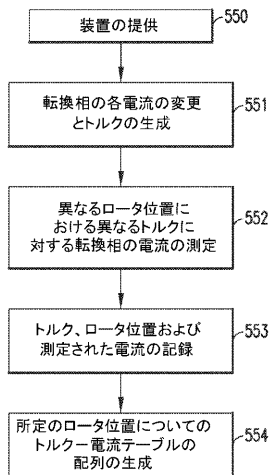 装置の提供
550
転換相の各電流の変更
とトルクの生成
551
異なるロータ位置に
おける異なるトルクに
対する転換相の電流の測定
552
トルク、ロータ位置および
測定された電流の記録
553
所定のロータ位置についての
トルクー電流テーブルの
配列の生成
554